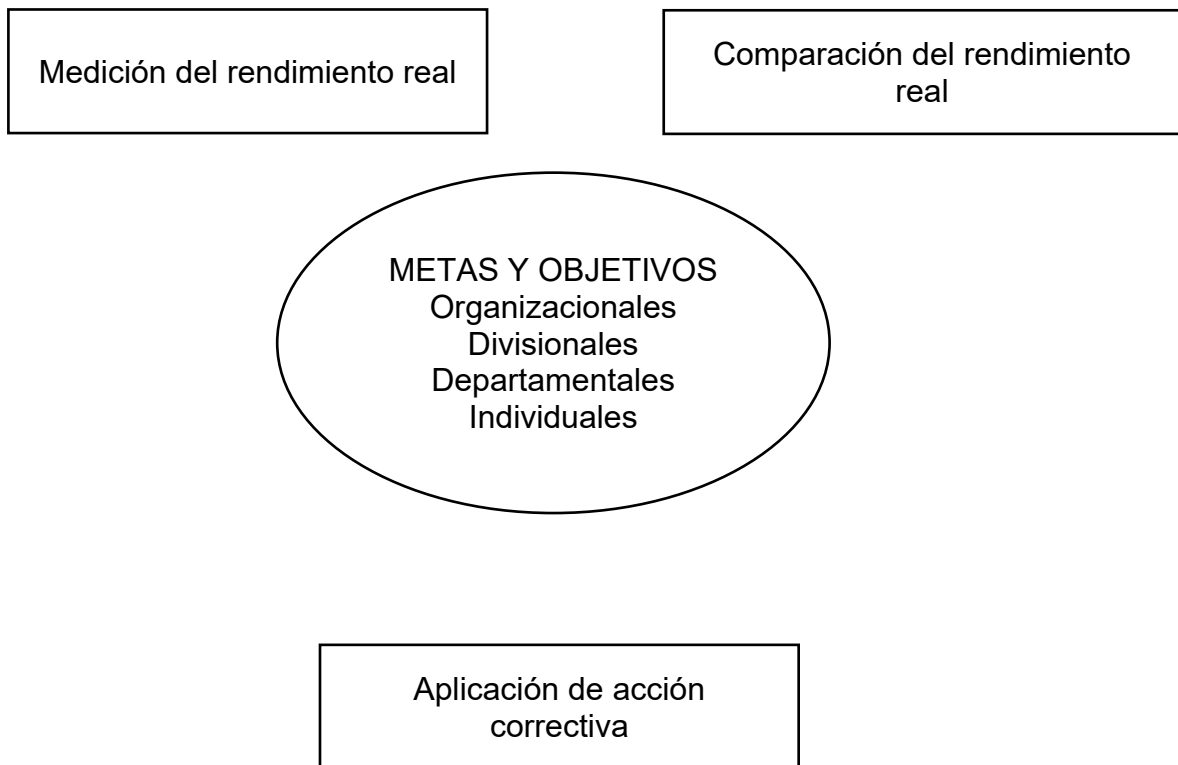 Medición del rendimiento real
Comparación del rendimiento
real
METAS Y OBJETIVOS
Organizacionales
Divisionales
Departamentales
Individuales
Aplicación de acción
correctiva